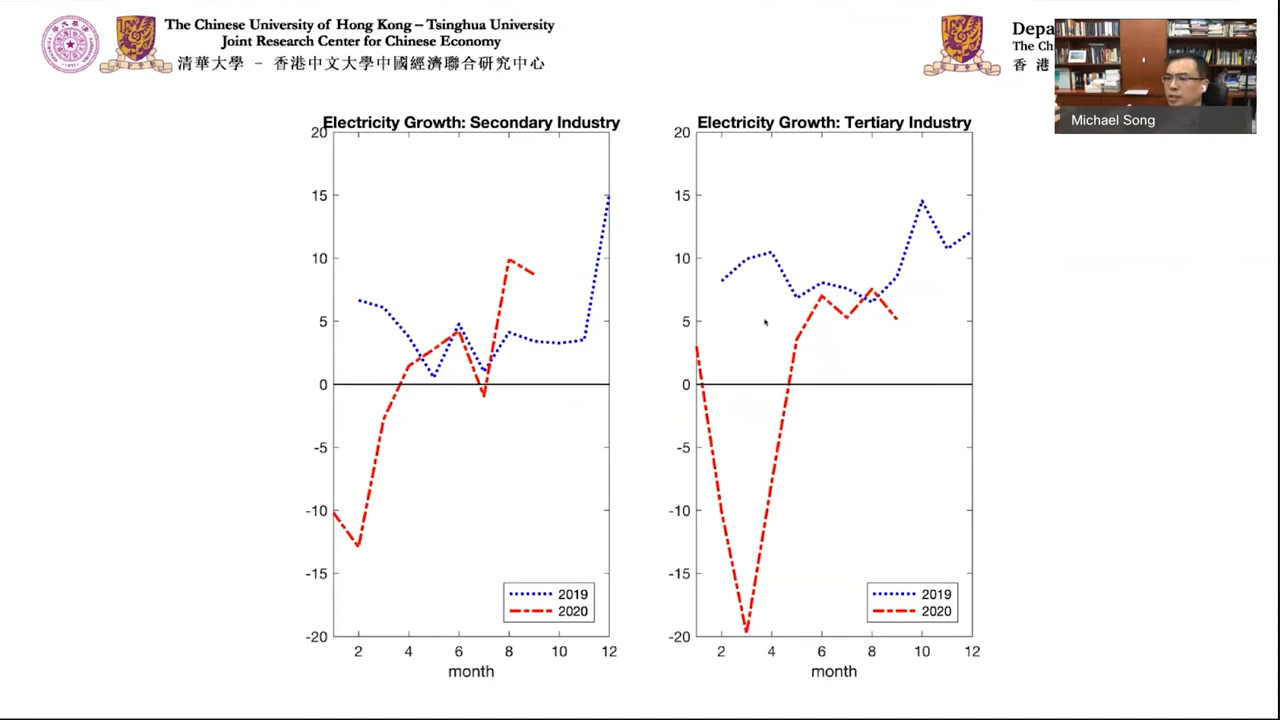 The Chinese University of Hong Kong – Tsinghua University
Joint Research Center for Chinese Economy
清華大學 – 香港中文大學中國經濟聯合研究中心
Depa
The Ch
香 港
Michael Song
Electricity Growth: Secondary Industry
20
15
10
5
0
-5
-10
-15
-20
2 4 6 8 10 12
month
2019
2020
Electricity Growth: Tertiary Industry
20
15
10
5
0
-5
-10
-15
-20
2 4 6 8 10 12
month
2019
2020